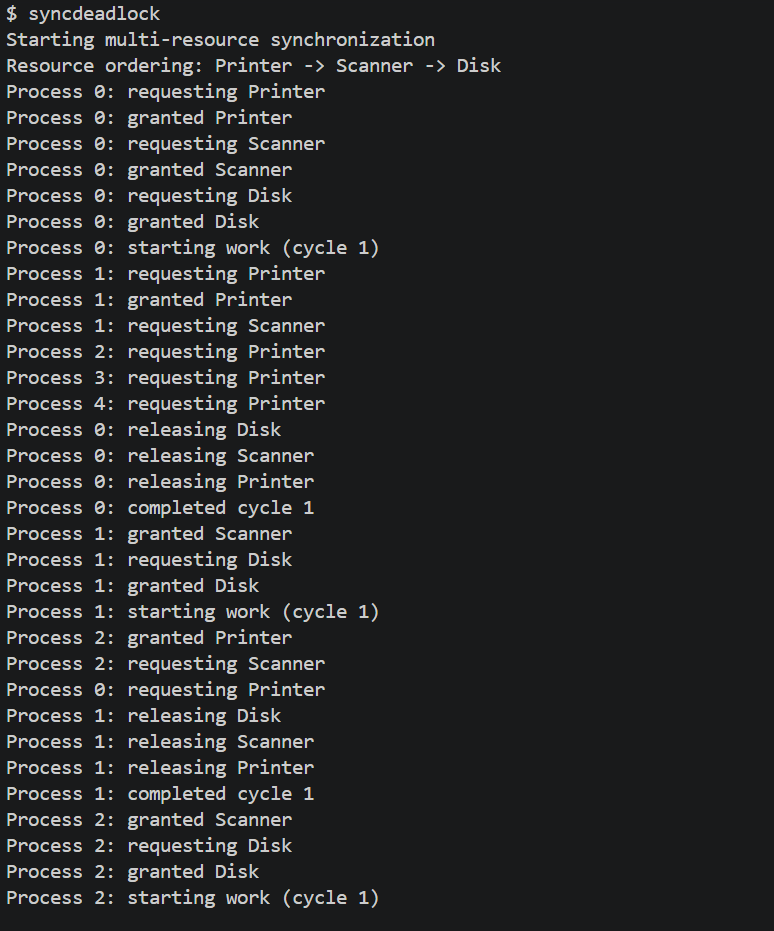 $ syncdeadlock
Starting multi-resource synchronization
Resource ordering: Printer -> Scanner -> Disk
Process 0: requesting Printer
Process 0: granted Printer
Process 0: requesting Scanner
Process 0: granted Scanner
Process 0: requesting Disk
Process 0: granted Disk
Process 0: starting work (cycle 1)
Process 1: requesting Printer
Process 1: granted Printer
Process 1: requesting Scanner
Process 2: requesting Printer
Process 3: requesting Printer
Process 4: requesting Printer
Process 0: releasing Disk
Process 0: releasing Scanner
Process 0: releasing Printer
Process 0: completed cycle 1
Process 1: granted Scanner
Process 1: requesting Disk
Process 1: granted Disk
Process 1: starting work (cycle 1)
Process 2: granted Printer
Process 2: requesting Scanner
Process 0: requesting Printer
Process 1: releasing Disk
Process 1: releasing Scanner
Process 1: releasing Printer
Process 1: completed cycle 1
Process 2: granted Scanner
Process 2: requesting Disk
Process 2: granted Disk
Process 2: starting work (cycle 1)